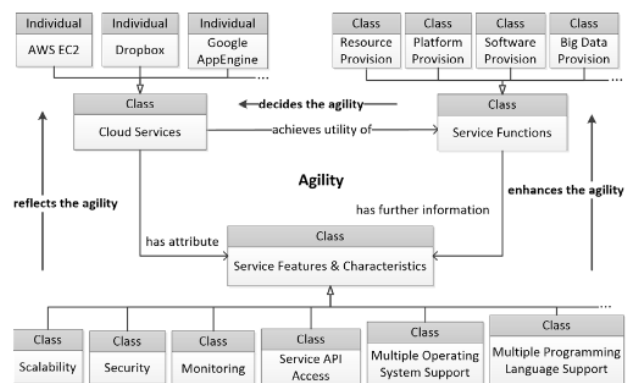 Individual
AWS EC2
Individual
Dropbox
Individual
Google
AppEngine
...
Class
Resource
Provision
Class
Platform
Provision
Class
Software
Provision
Class
Big Data
Provision
...
Class
Cloud Services
decides the agility
achieves utility of
Class
Service Functions
Agility
reflects the agility
enhances the agility
has further information
has attribute
Class
Service Features & Characteristics
...
Class
Scalability
Class
Security
Class
Monitoring
Class
Service API
Access
Class
Multiple Operating
System Support
Class
Multiple Programming
Language Support